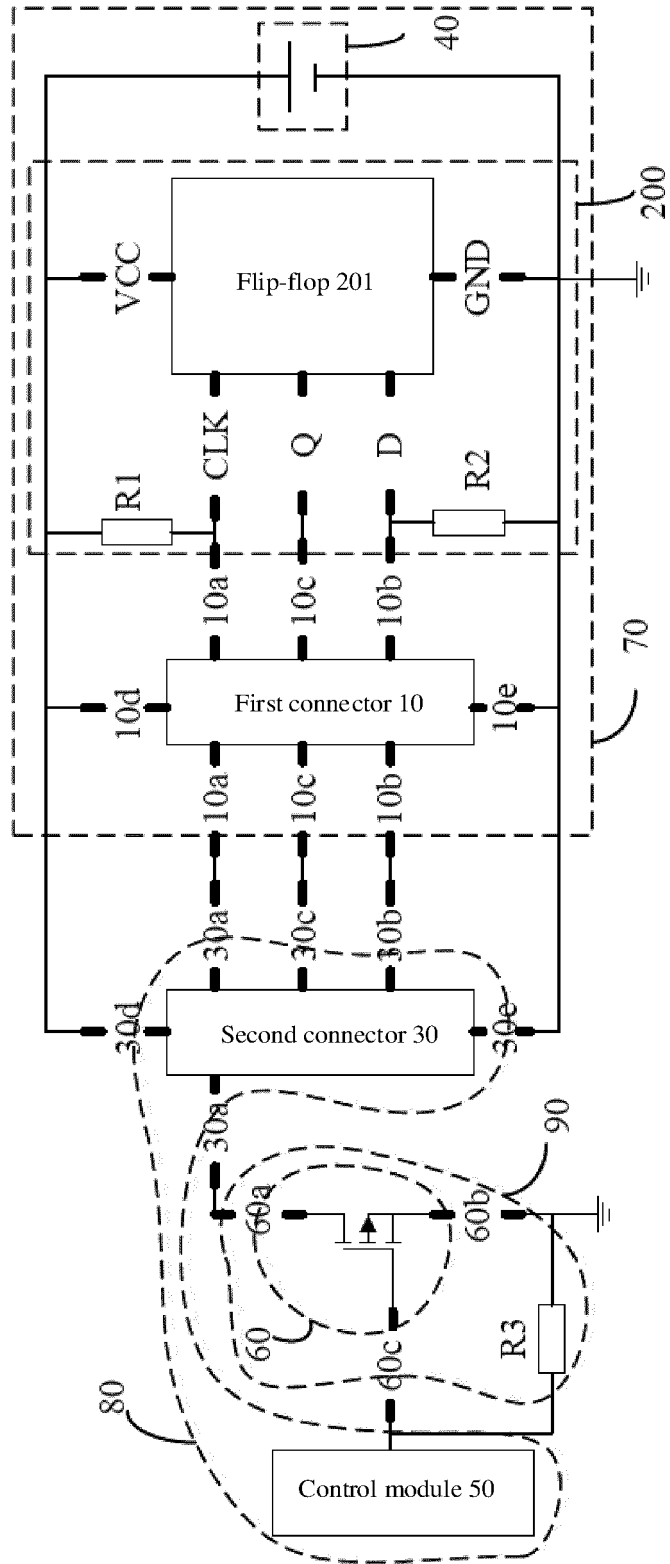 40
200
VCC
Flip-flop 201
GND
CLK
Q
D
R1
R2
10a
10c
10b
70
10d
First connector 10
10e
10a
10c
10b
30a
30c
30b
30d
Second connector 30
30e
30a
90
60a
60b
60
60c
R3
80
Control module 50